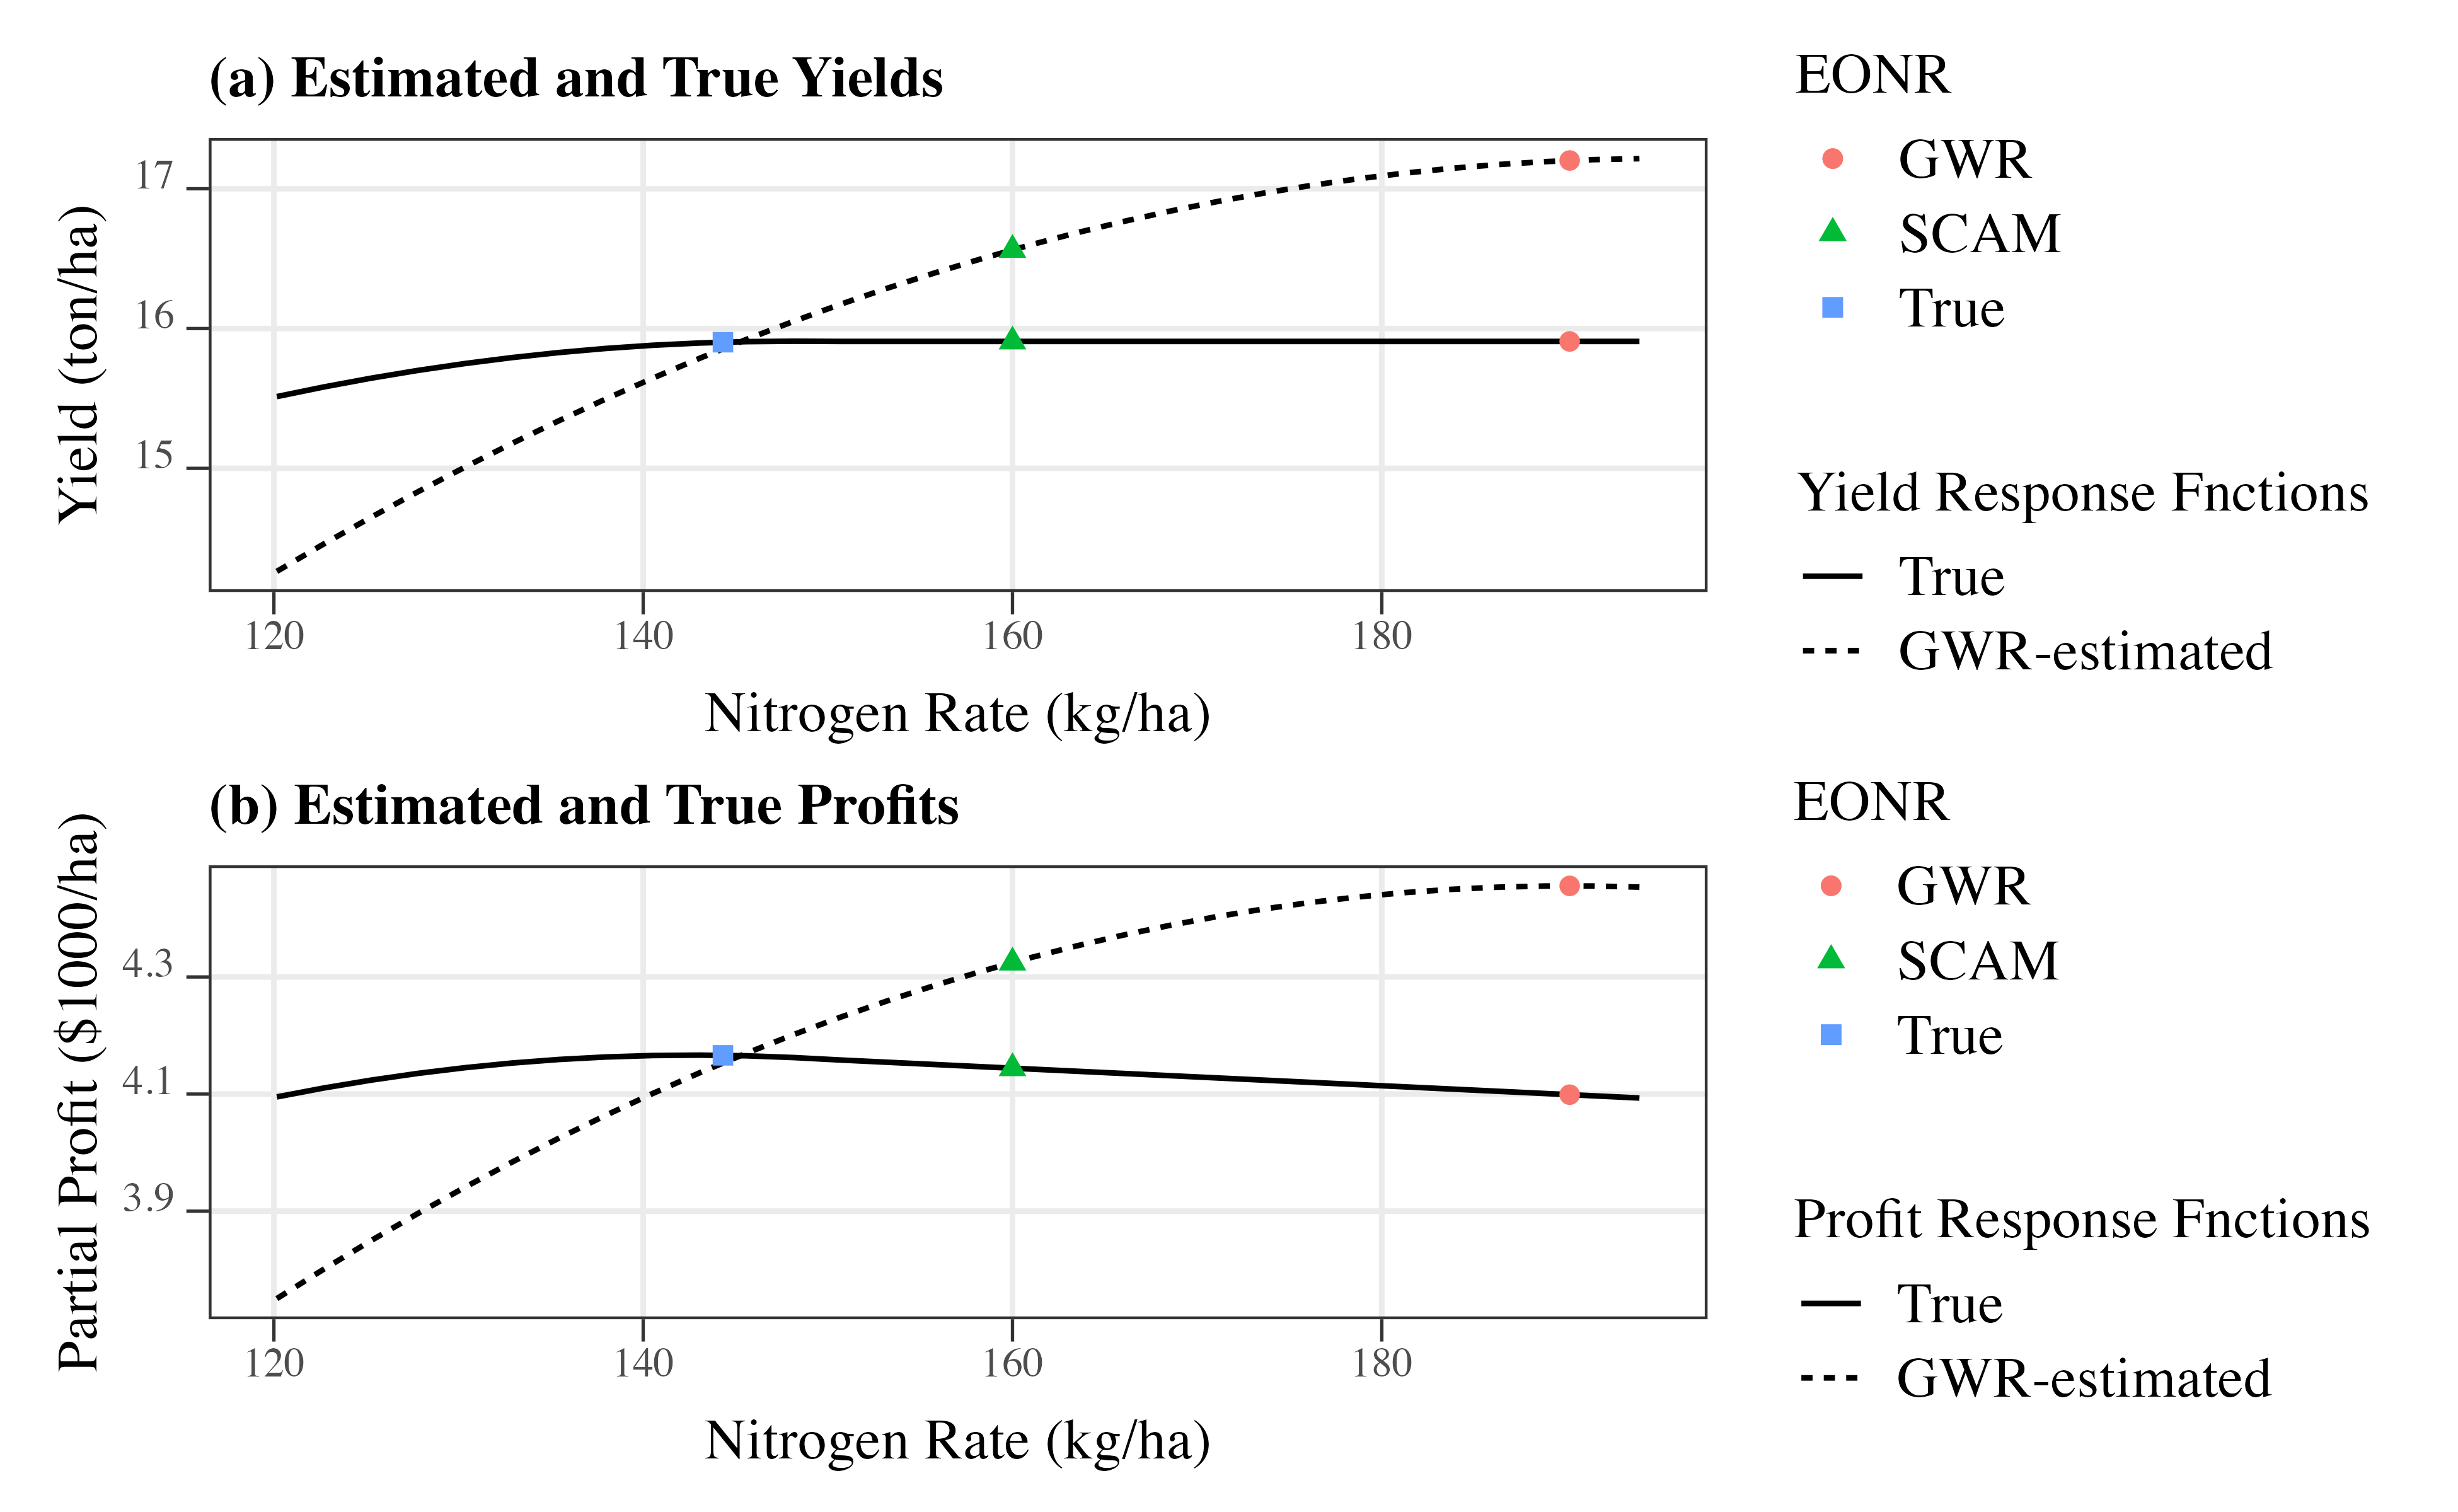 (a) Estimated and True Yields
Yield (ton/ha)
17
16
15
120 140 160 180
Nitrogen Rate (kg/ha)
EONR
GWR
SCAM
True
Yield Response Fnctions
True
GWR-estimated
(b) Estimated and True Profits
Partial Profit ($1000/ha)
4.3
4.1
3.9
120 140 160 180
Nitrogen Rate (kg/ha)
EONR
GWR
SCAM
True
Profit Response Fnctions
True
GWR-estimated